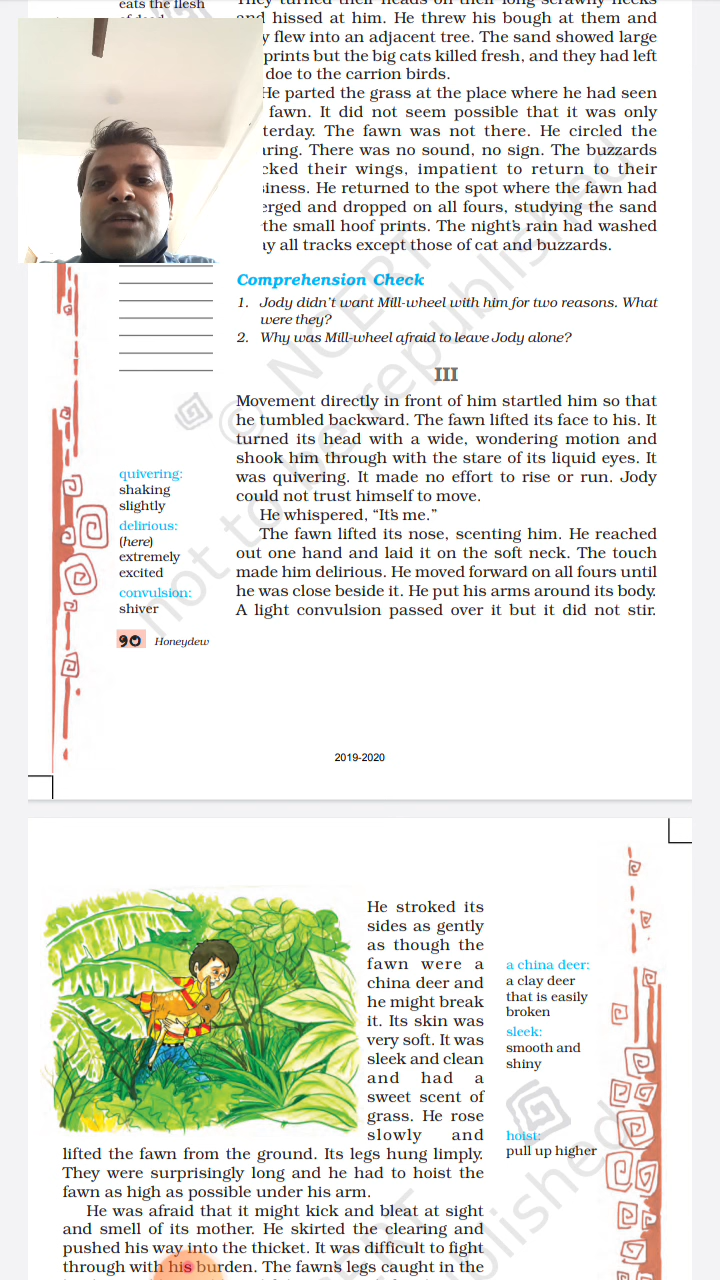 eats the flesh
They turned their heads on their long scrawny necks
and hissed at him. He threw his bough at them and
y flew into an adjacent tree. The sand showed large
prints but the big cats killed fresh, and they had left
doe to the carrion birds.
He parted the grass at the place where he had seen
fawn. It did not seem possible that it was only
terday. The fawn was not there. He circled the
ring. There was no sound, no sign. The buzzards
cked their wings, impatient to return to their
iness. He returned to the spot where the fawn had
erged and dropped on all fours, studying the sand
the small hoof prints. The night's rain had washed
ay all tracks except those of cat and buzzards.
Comprehension Check
1. Jody didn't want Mill-wheel with him for two reasons. What
were they?
2. Why was Mill-wheel afraid to leave Jody alone?
III
Movement directly in front of him startled him so that
he tumbled backward. The fawn lifted its face to his. It
turned its head with a wide, wondering motion and
shook him through with the stare of its liquid eyes. It
was quivering. It made no effort to rise or run. Jody
could not trust himself to move.
He whispered, “It's me.”
The fawn lifted its nose, scenting him. He reached
out one hand and laid it on the soft neck. The touch
made him delirious. He moved forward on all fours until
he was close beside it. He put his arms around its body.
A light convulsion passed over it but it did not stir.
quivering:
shaking
slightly
delirious:
(here)
extremely
excited
convulsion:
shiver
90 Honeydew
2019-2020
He stroked its
sides as gently
as though the
fawn were a
china deer and
he might break
it. Its skin was
very soft. It was
sleek and clean
and had a
sweet scent of
grass. He rose
slowly and
lifted the fawn from the ground. Its legs hung limply.
They were surprisingly long and he had to hoist the
fawn as high as possible under his arm.
He was afraid that it might kick and bleat at sight
and smell of its mother. He skirted the clearing and
pushed his way into the thicket. It was difficult to fight
through with his burden. The fawn's legs caught in the
a china deer:
a clay deer
that is easily
broken
sleek:
smooth and
shiny
hoist:
pull up higher
© NCERT
not to be republished